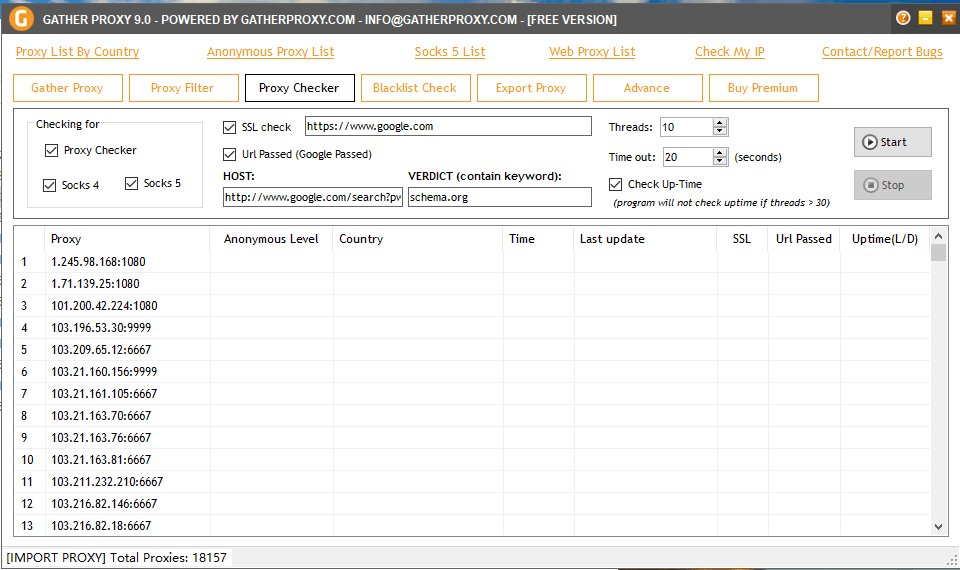 G GATHER PROXY 9.0 - POWERED BY GATHERPROXY.COM - INFO@GATHERPROXY.COM - [FREE VERSION] ?
Proxy List By Country Anonymous Proxy List Socks 5 List Web Proxy List Check My IP Contact/Report Bugs
Gather Proxy Proxy Filter Proxy Checker Blacklist Check Export Proxy Advance Buy Premium
Checking for
Proxy Checker
Socks 4 Socks 5
SSL check https://www.google.com
Url Passed (Google Passed)
HOST: VERDICT (contain keyword):
http://www.google.com/search?pv schema.org
Threads: 10
Time out: 20 (seconds)
Check Up-Time
(program will not check uptime if threads > 30)
Start
Stop
Proxy Anonymous Level Country Time Last update SSL Url Passed Uptime(L/D)
1 1.245.98.168:1080
2 1.71.139.25:1080
3 101.200.42.224:1080
4 103.196.53.30:9999
5 103.209.65.12:6667
6 103.21.160.156:9999
7 103.21.161.105:6667
8 103.21.163.70:6667
9 103.21.163.76:6667
10 103.21.163.81:6667
11 103.211.232.210:6667
12 103.216.82.146:6667
13 103.216.82.18:6667
[IMPORT PROXY] Total Proxies: 18157